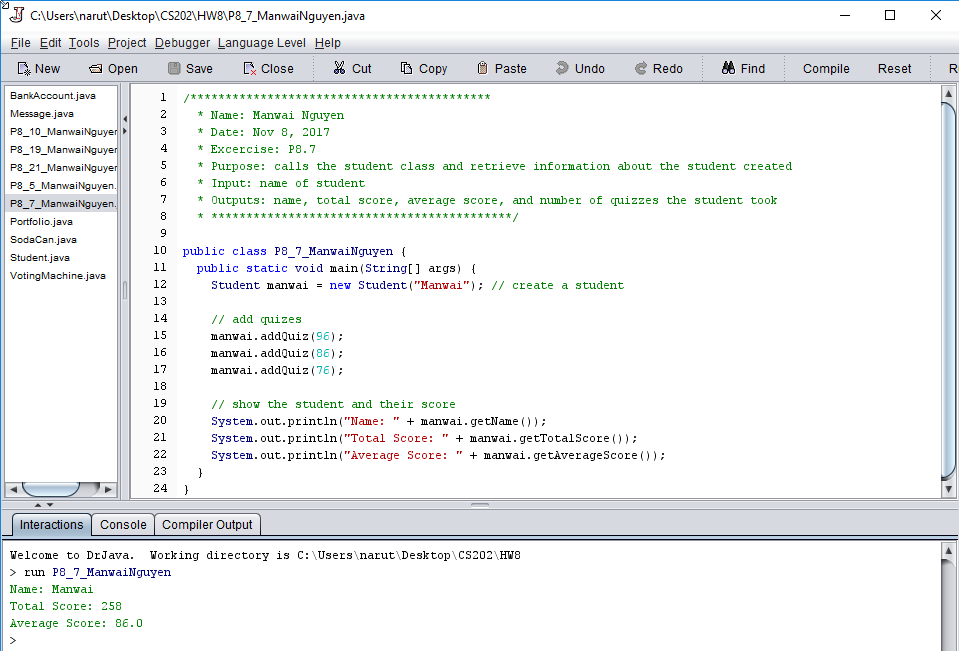 C:\Users\narut\Desktop\CS202\HW8\P8_7_ManwaiNguyen.java
File Edit Tools Project Debugger Language Level Help
New Open Save Close Cut Copy Paste Undo Redo Find Compile Reset R
BankAccount.java
Message.java
P8_10_ManwaiNguyen
P8_19_ManwaiNguyen
P8_21_ManwaiNguyen
P8_5_ManwaiNguyen.
P8_7_ManwaiNguyen.
Portfolio.java
SodaCan.java
Student.java
VotingMachine.java
1 /*******************************************
2 * Name: Manwai Nguyen
3 * Date: Nov 8, 2017
4 * Excercise: P8.7
5 * Purpose: calls the student class and retrieve information about the student created
6 * Input: name of student
7 * Outputs: name, total score, average score, and number of quizzes the student took
8 * *******************************************/
9
10 public class P8_7_ManwaiNguyen {
11 public static void main(String[] args) {
12 Student manwai = new Student("Manwai"); // create a student
13
14 // add quizes
15 manwai.addQuiz(96);
16 manwai.addQuiz(86);
17 manwai.addQuiz(76);
18
19 // show the student and their score
20 System.out.println("Name: " + manwai.getName());
21 System.out.println("Total Score: " + manwai.getTotalScore());
22 System.out.println("Average Score: " + manwai.getAverageScore());
23 }
24 }
Interactions Console Compiler Output
Welcome to DrJava. Working directory is C:\Users\narut\Desktop\CS202\HW8
> run P8_7_ManwaiNguyen
Name: Manwai
Total Score: 258
Average Score: 86.0
>